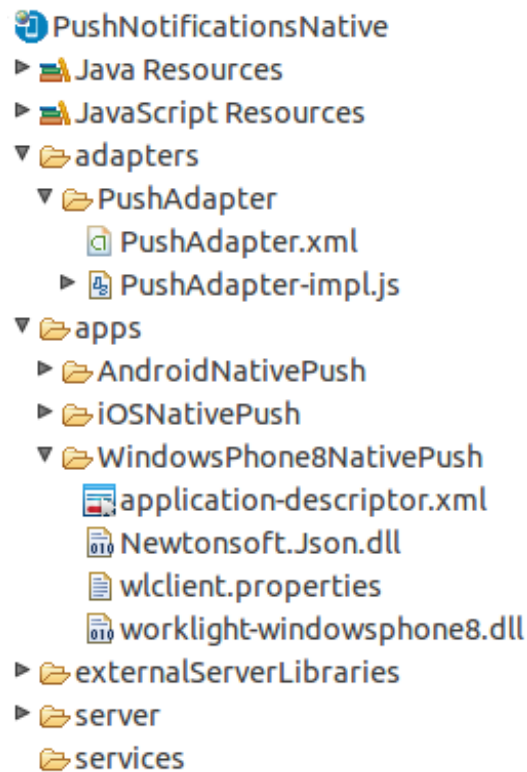 PushNotificationsNative
Java Resources
JavaScript Resources
adapters
PushAdapter
PushAdapter.xml
PushAdapter-impl.js
apps
AndroidNativePush
iOSNativePush
WindowsPhone8NativePush
application-descriptor.xml
Newtonsoft.Json.dll
wlclient.properties
worklight-windowsphone8.dll
externalServerLibraries
server
services